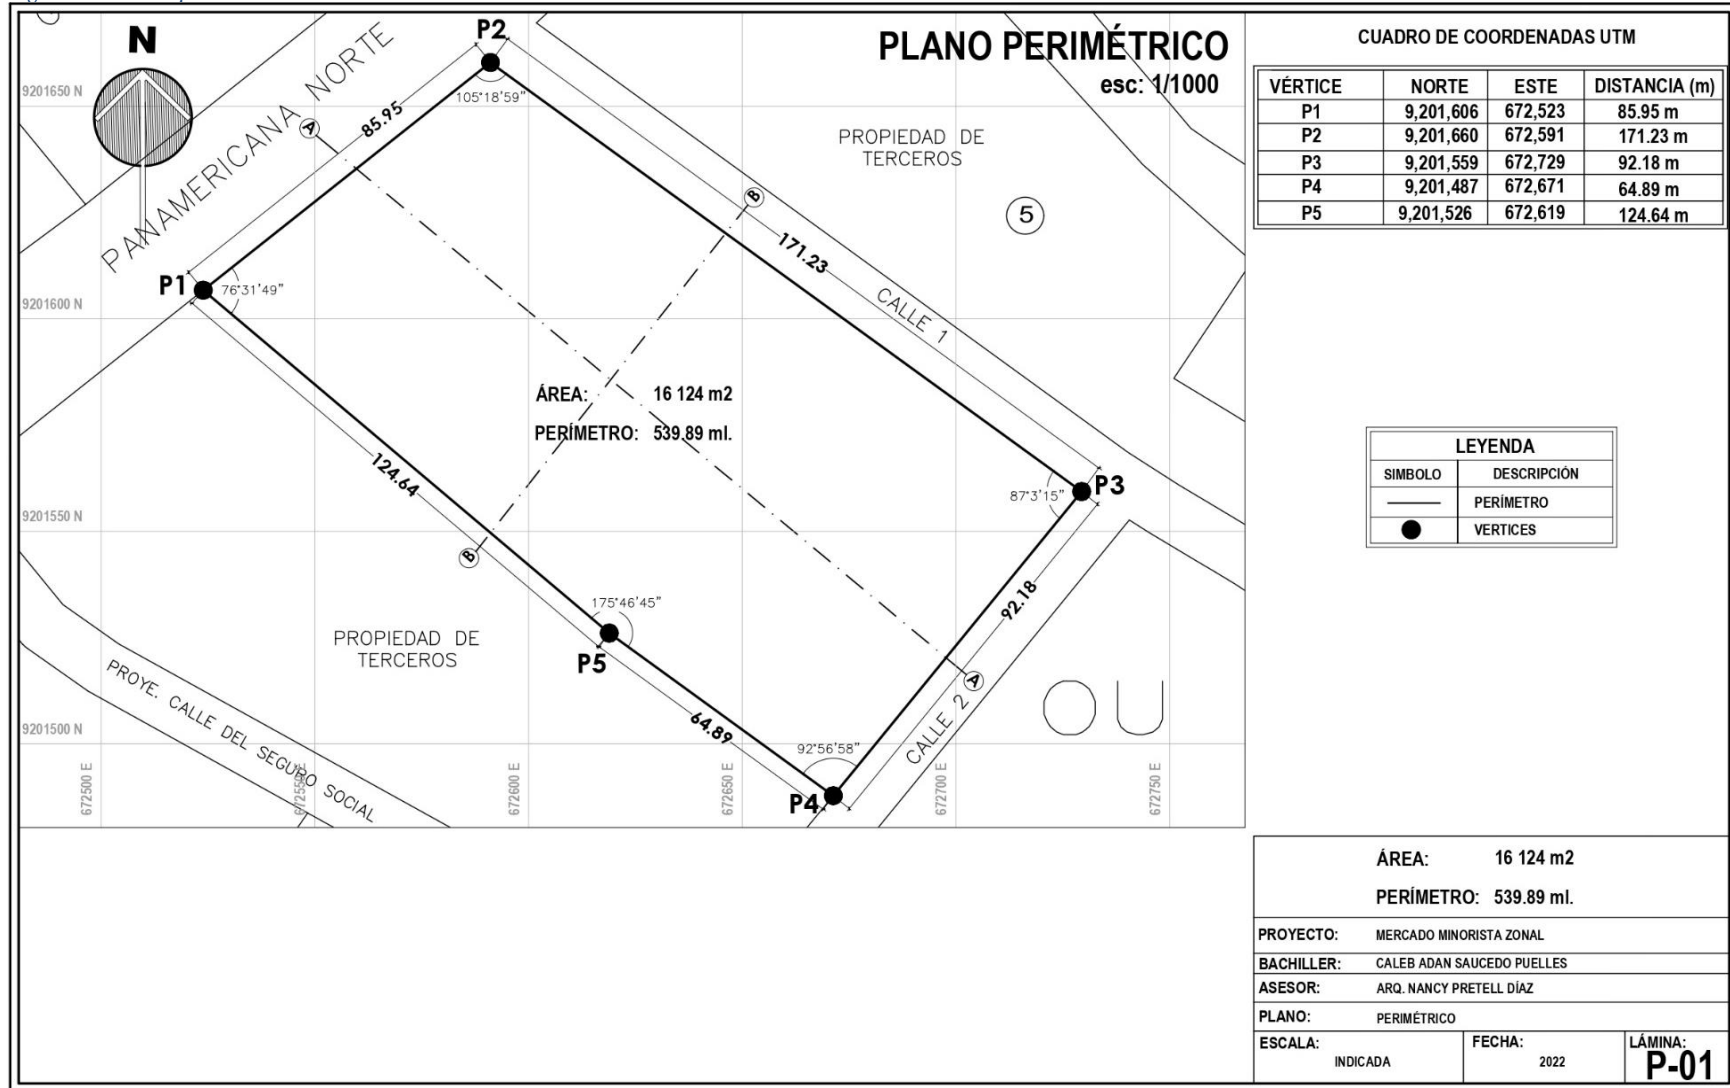 N
P2
PLANO PERIMÉTRICO
esc: 1/1000
9201650 N
PANAMERICANA NORTE
105°18'59"
85.95
A
PROPIEDAD DE
TERCEROS
B
5
171.23
P1
76°31'49"
9201600 N
CALLE 1
ÁREA: 16 124 m2
PERÍMETRO: 539.89 ml.
124.64
87°3'15"
P3
9201550 N
B
92.18
175°46'45"
PROPIEDAD DE
TERCEROS
P5
A
PROYE. CALLE DEL SEGURO SOCIAL
64.89
CALLE 2
OU
9201500 N
92°56'58"
P4
672500 E
672550 E
672600 E
672650 E
672700 E
672750 E
CUADRO DE COORDENADAS UTM
VÉRTICE NORTE ESTE DISTANCIA (m)
P1 9,201,606 672,523 85.95 m
P2 9,201,660 672,591 171.23 m
P3 9,201,559 672,729 92.18 m
P4 9,201,487 672,671 64.89 m
P5 9,201,526 672,619 124.64 m
LEYENDA
SIMBOLO DESCRIPCIÓN
PERÍMETRO
VERTICES
ÁREA: 16 124 m2
PERÍMETRO: 539.89 ml.
PROYECTO: MERCADO MINORISTA ZONAL
BACHILLER: CALEB ADAN SAUCEDO PUELLES
ASESOR: ARQ. NANCY PRETELL DÍAZ
PLANO: PERIMÉTRICO
ESCALA: INDICADA
FECHA: 2022
LÁMINA: P-01